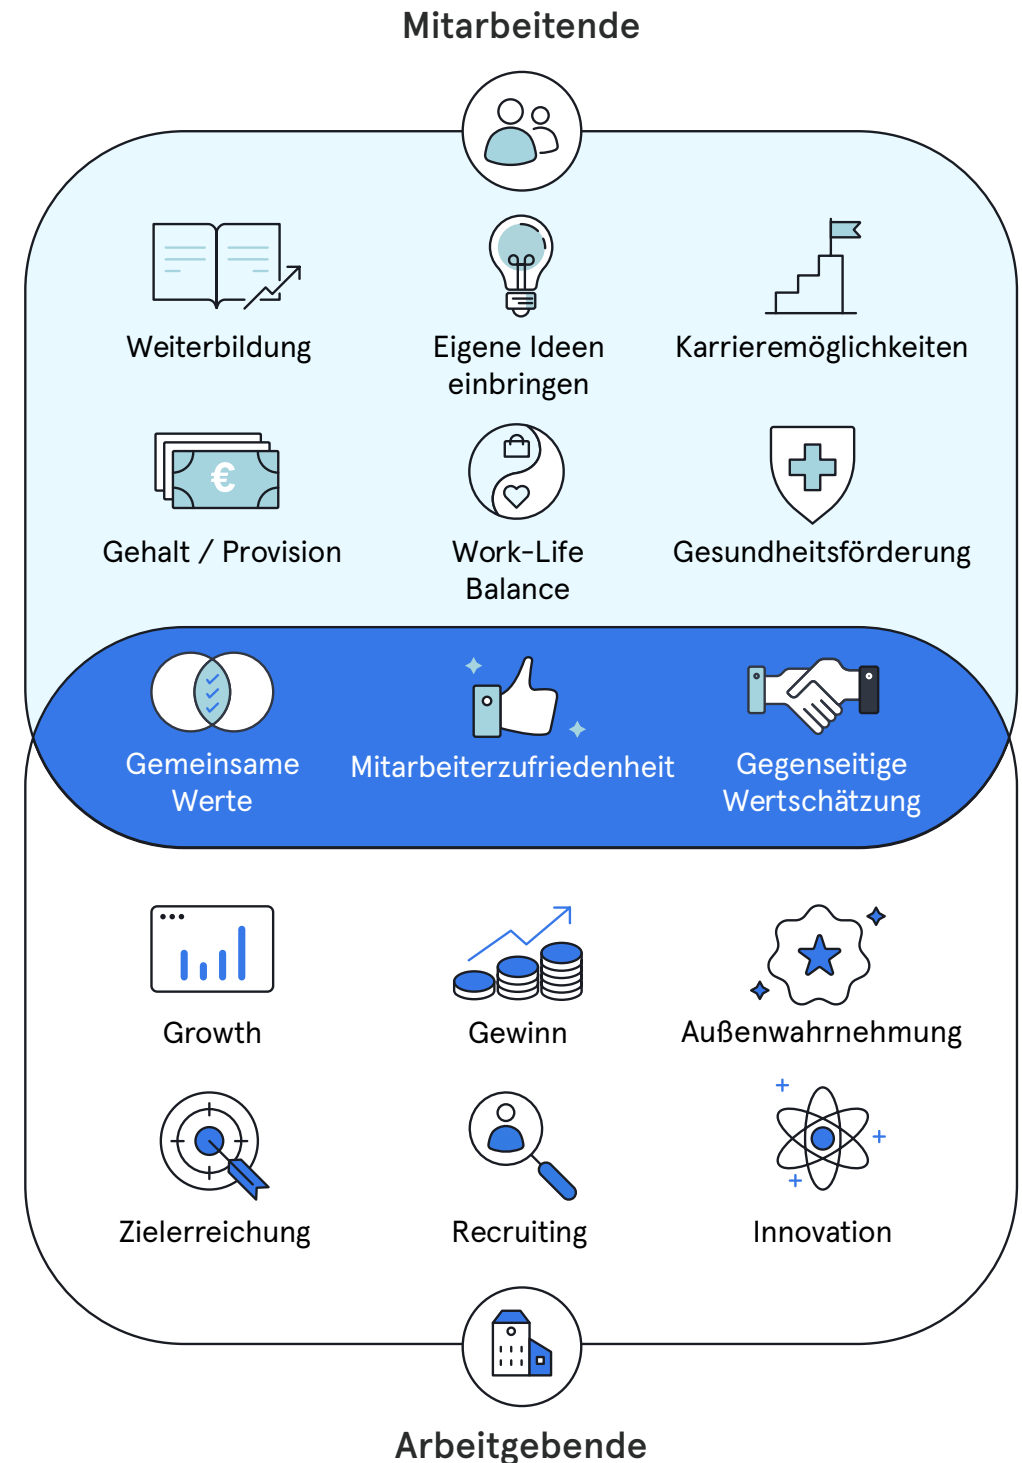 Mitarbeitende
Weiterbildung
Eigene Ideen
einbringen
Karrieremöglichkeiten
€
Gehalt / Provision
Work-Life
Balance
Gesundheitsförderung
Gemeinsame
Werte
Mitarbeiterzufriedenheit
Gegenseitige
Wertschätzung
Growth
Gewinn
Außenwahrnehmung
Zielerreichung
Recruiting
Innovation
Arbeitgebende